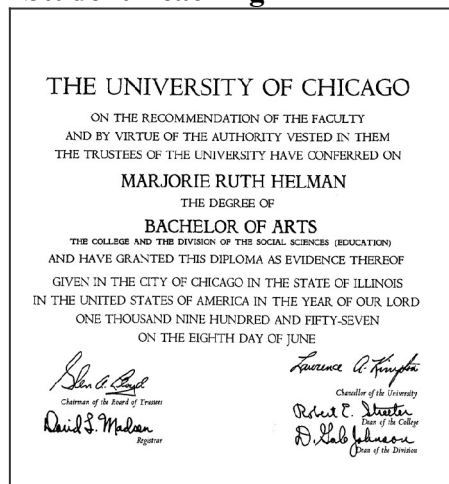 THE UNIVERSITY OF CHICAGO
ON THE RECOMMENDATION OF THE FACULTY
AND BY VIRTUE OF THE AUTHORITY VESTED IN THEM
THE TRUSTEES OF THE UNIVERSITY HAVE CONFERRED ON
MARJORIE RUTH HELMAN
THE DEGREE OF
BACHELOR OF ARTS
THE COLLEGE AND THE DIVISION OF THE SOCIAL SCIENCES (EDUCATION)
AND HAVE GRANTED THIS DIPLOMA AS EVIDENCE THEREOF
GIVEN IN THE CITY OF CHICAGO IN THE STATE OF ILLINOIS
IN THE UNITED STATES OF AMERICA IN THE YEAR OF OUR LORD
ONE THOUSAND NINE HUNDRED AND FIFTY-SEVEN
ON THE EIGHTH DAY OF JUNE
Glen A. Lloyd
Chairman of the Board of Trustees
David L. Madsen
Registrar
Lawrence A. Kimpton
Chancellor of the University
Robert E. Streeter
Dean of the College
D. Gale Johnson
Dean of the Division